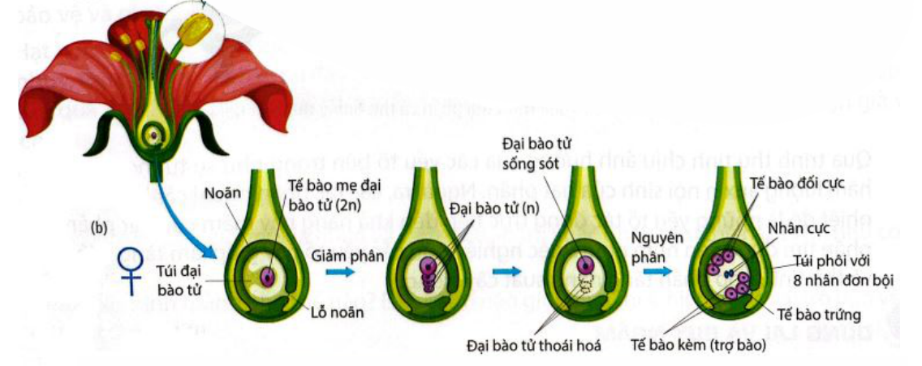 (b)
Noãn
Tế bào mẹ đại
bào tử (2n)
Túi đại
bào tử
Lỗ noãn
Giảm phân
Đại bào tử (n)
Đại bào tử
sống sót
Đại bào tử thoái hoá
Nguyên
phân
Tế bào đối cực
Nhân cực
Túi phôi với
8 nhân đơn bội
Tế bào trứng
Tế bào kèm (trợ bào)